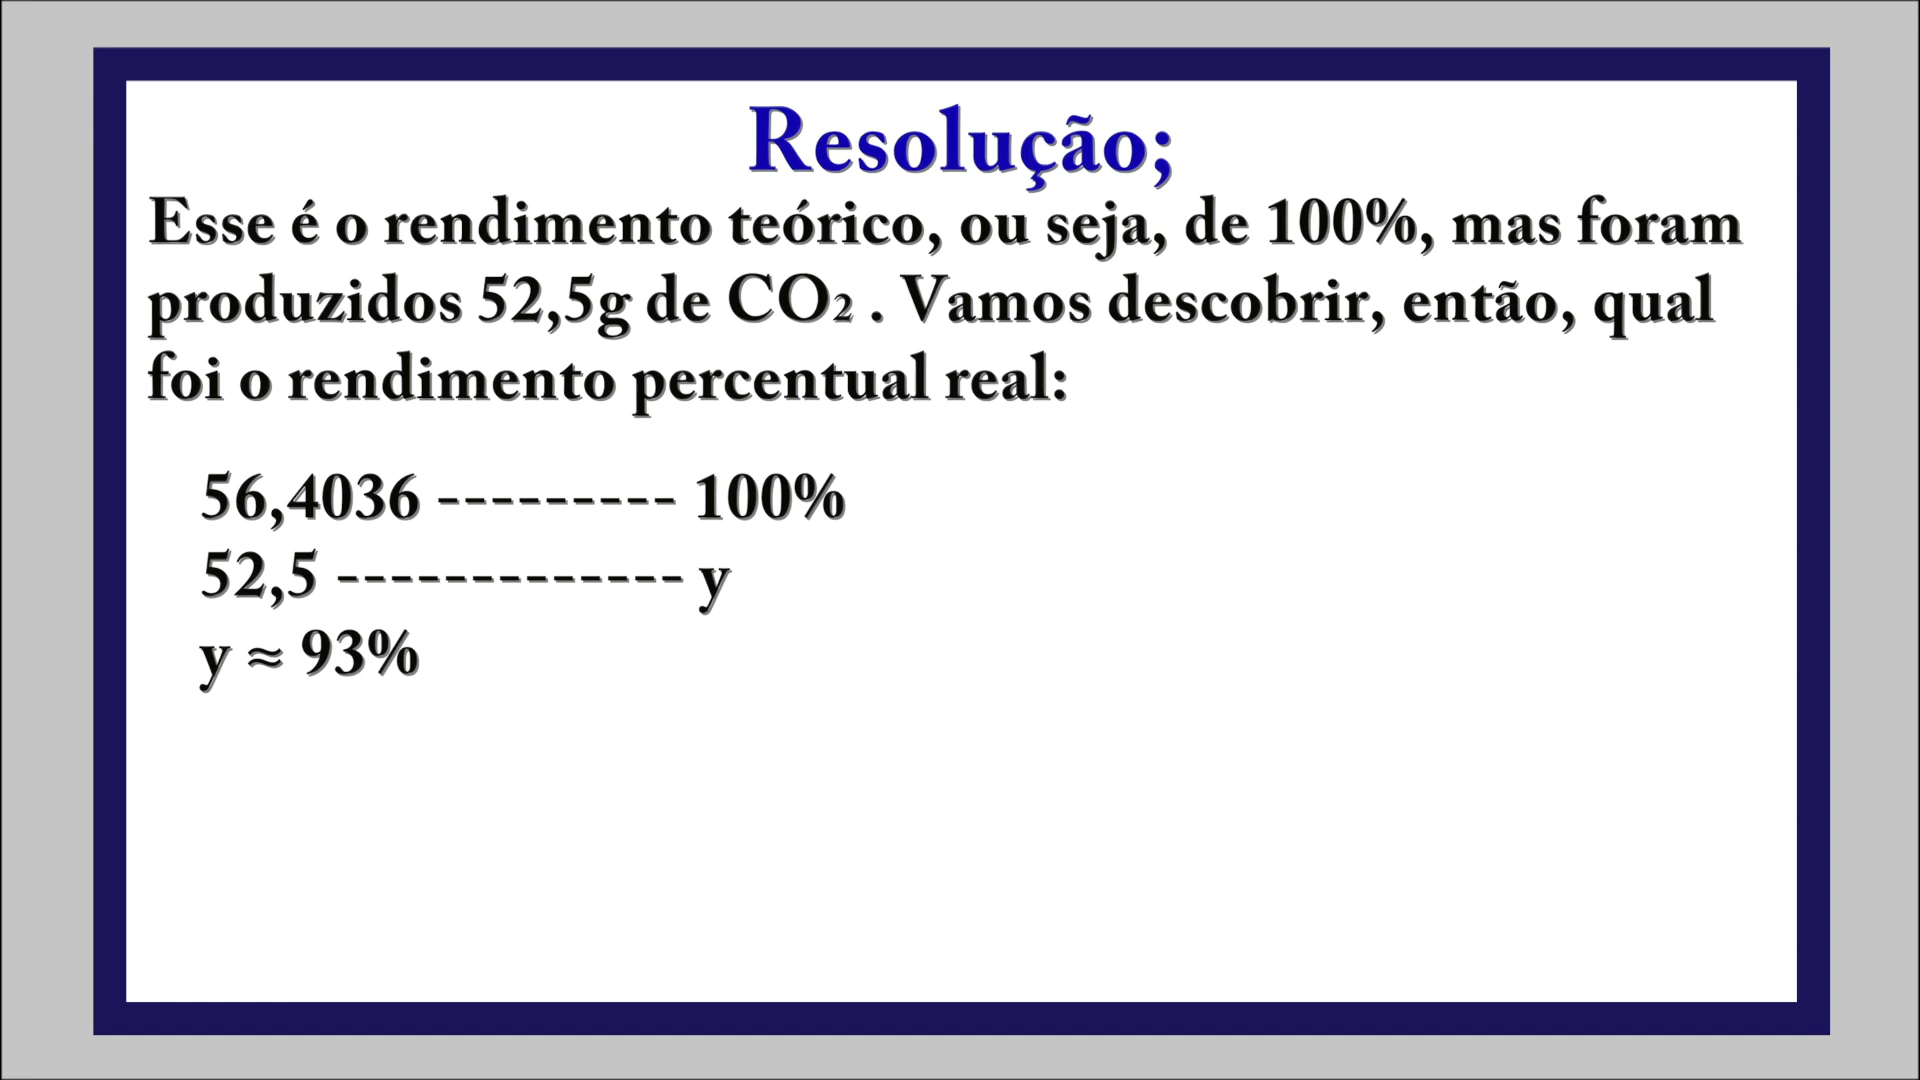 Resolução;
Esse é o rendimento teórico, ou seja, de 100%, mas foram
produzidos 52,5g de CO₂ . Vamos descobrir, então, qual
foi o rendimento percentual real:
56,4036 --------- 100%
52,5 ------------- y
y ≈ 93%